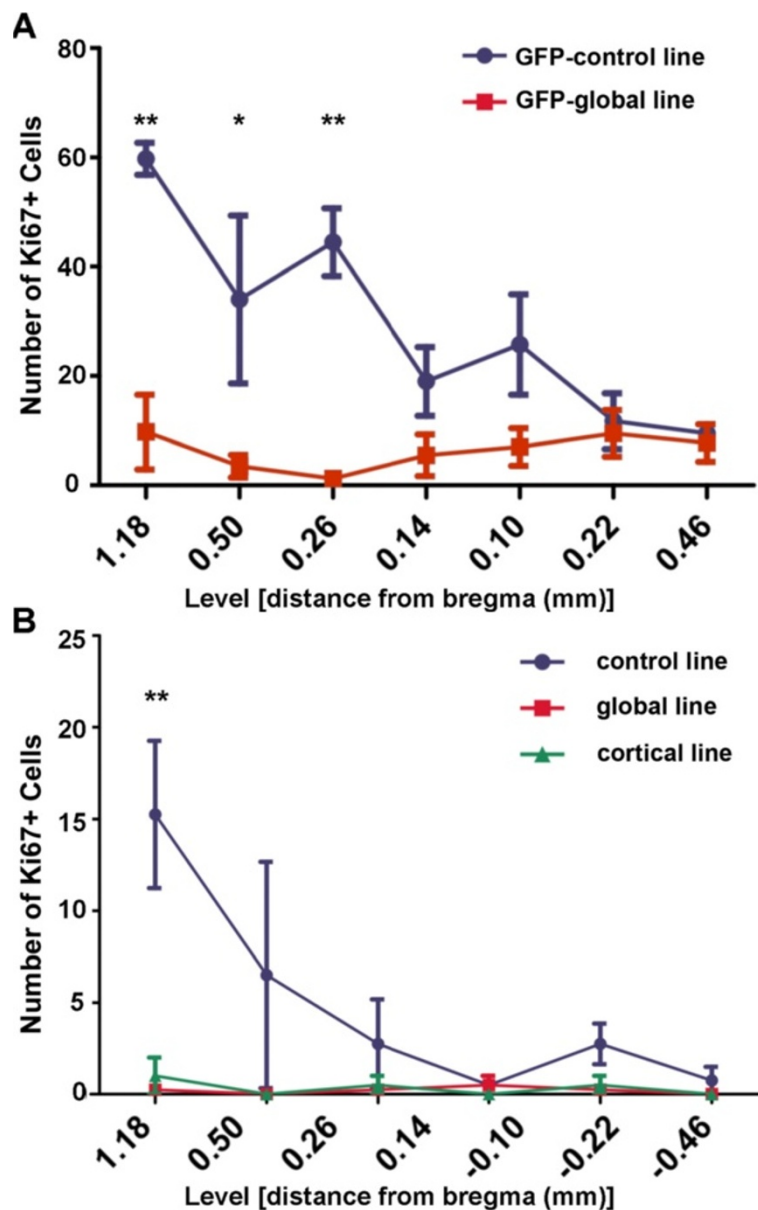 A
80
60
40
20
0
Number of Ki67+ Cells
GFP-control line
GFP-global line
** * **
1.18 0.50 0.26 0.14 0.10 0.22 0.46
Level [distance from bregma (mm)]
B
25
20
15
10
5
0
Number of Ki67+ Cells
control line
global line
cortical line
**
1.18 0.50 0.26 0.14 -0.10 -0.22 -0.46
Level [distance from bregma (mm)]